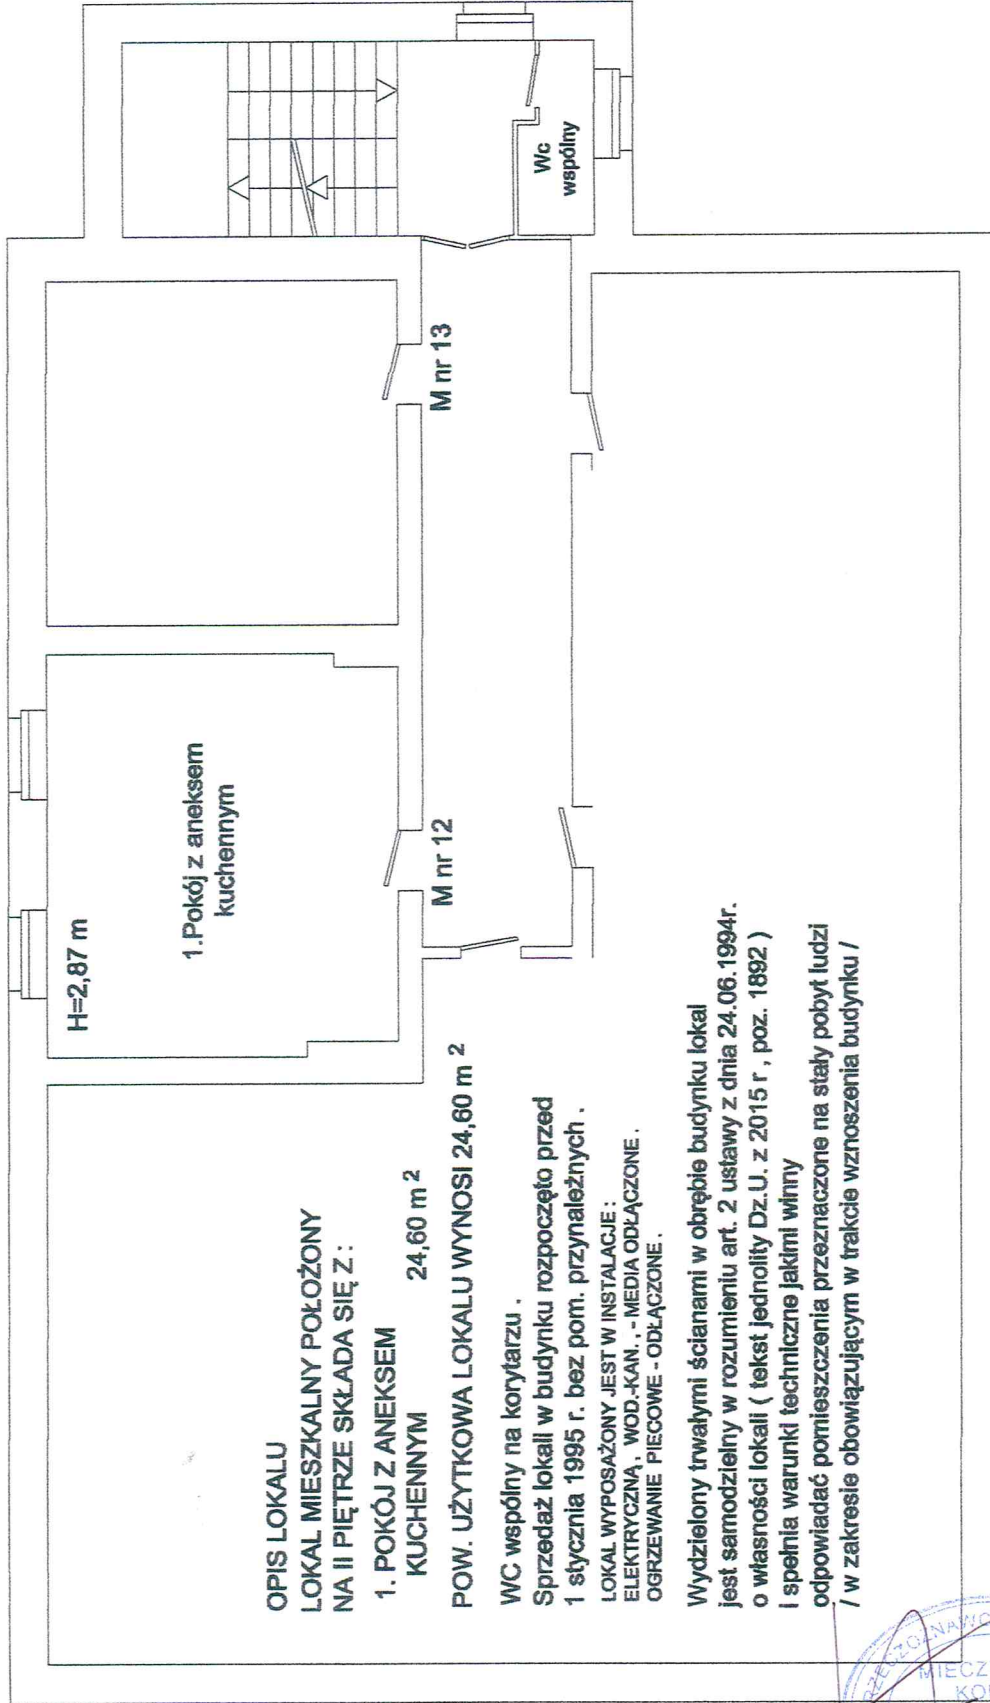 OPIS LOKALU
LOKAL MIESZKALNY POŁOŻONY
NA II PIĘTRZE SKŁADA SIĘ Z :
1. POKÓJ Z ANEKSEM
KUCHENNYM 24,60 m²
POW. UŻYTKOWA LOKALU WYNOSI 24,60 m²
WC wspólny na korytarzu .
Sprzedaż lokali w budynku rozpoczęto przed
1 stycznia 1995 r. bez pom. przynależnych .
LOKAL WYPOSAŻONY JEST W INSTALACJE :
ELEKTRYCZNĄ , WOD.-KAN. . - MEDIA ODŁĄCZONE .
OGRZEWANIE PIECOWE - ODŁĄCZONE .
Wydzielony trwałymi ścianami w obrębie budynku lokal
jest samodzielny w rozumieniu art. 2 ustawy z dnia 24.06.1994r.
o własności lokali ( tekst jednolity Dz.U. z 2015 r , poz. 1892 )
i spełnia warunki techniczne jakimi winny
odpowiadać pomieszczenia przeznaczone na stały pobyt ludzi
/ w zakresie obowiązującym w trakcie wznoszenia budynku /
H=2,87 m
1.Pokój z aneksem
kuchennym
M nr 12
M nr 13
Wc
wspólny